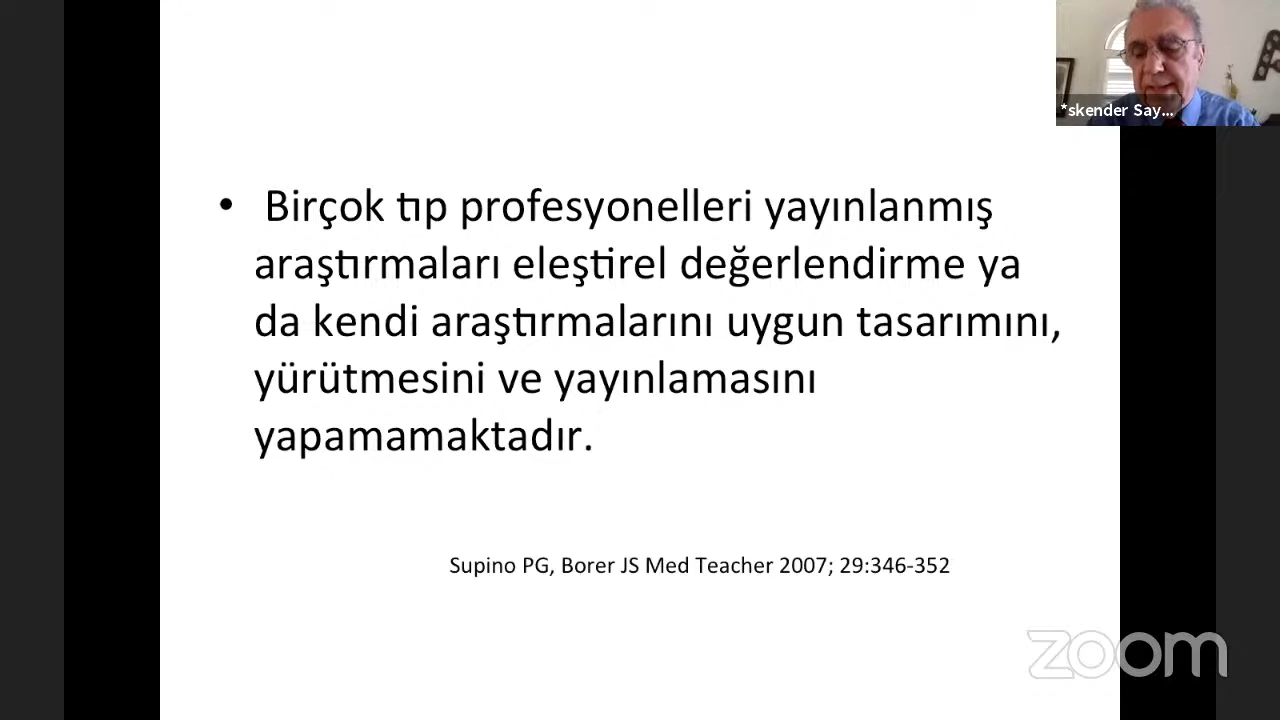 *skender Say...
• Birçok tıp profesyonelleri yayınlanmış
araştırmaları eleştirel değerlendirme ya
da kendi araştırmalarını uygun tasarımını,
yürütmesini ve yayınlamasını
yapamamaktadır.
Supino PG, Borer JS Med Teacher 2007; 29:346-352
zoom